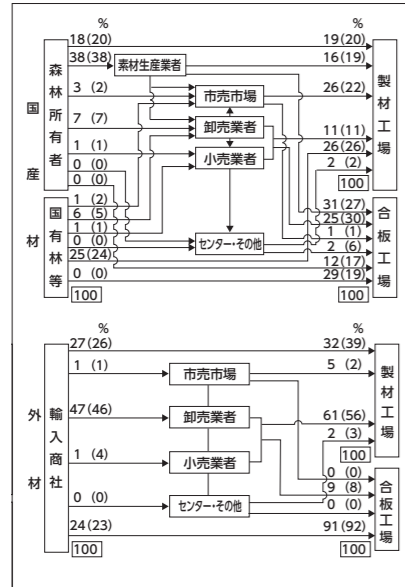 % %
18 (20) 19 (20)
38 (38) 素材生産業者 16 (19)
3 (2) 市売市場 26 (22)
7 (7) 卸売業者
11 (11)
1 (1) 小売業者 26 (26)
0 (0) 2 (2)
0 (0) 100
1 (2)
6 (5) 31 (27)
1 (1) 25 (30)
0 (0) センター・その他 1 (1)
2 (6)
25 (24) 12 (17)
0 (0) 29 (19)
100 100
国産材
森林所有者
国有林等
製材工場
合板工場
% %
27 (26) 32 (39)
1 (1) 市売市場 5 (2)
47 (46) 卸売業者 61 (56)
2 (3)
1 (4) 小売業者 100
0 (0)
9 (8)
0 (0) センター・その他 0 (0)
24 (23) 91 (92)
100 100
外材
輸入商社
製材工場
合板工場